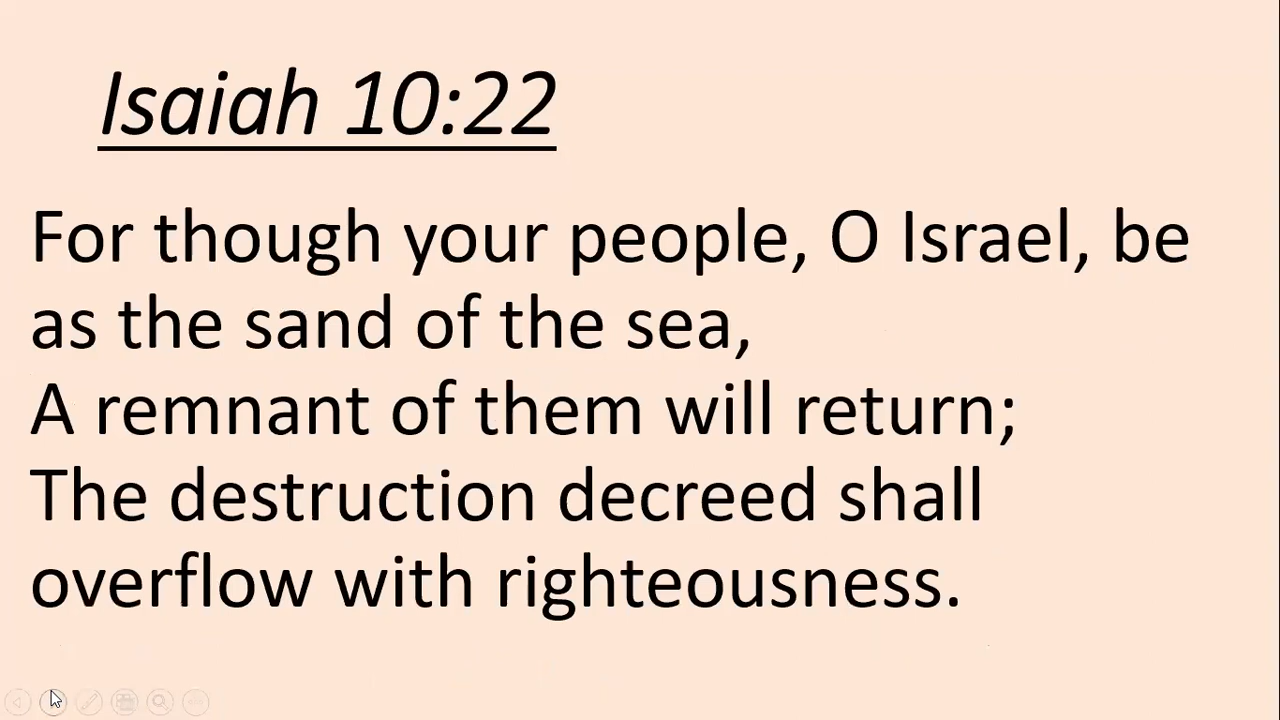 Isaiah 10:22
For though your people, O Israel, be
as the sand of the sea,
A remnant of them will return;
The destruction decreed shall
overflow with righteousness.